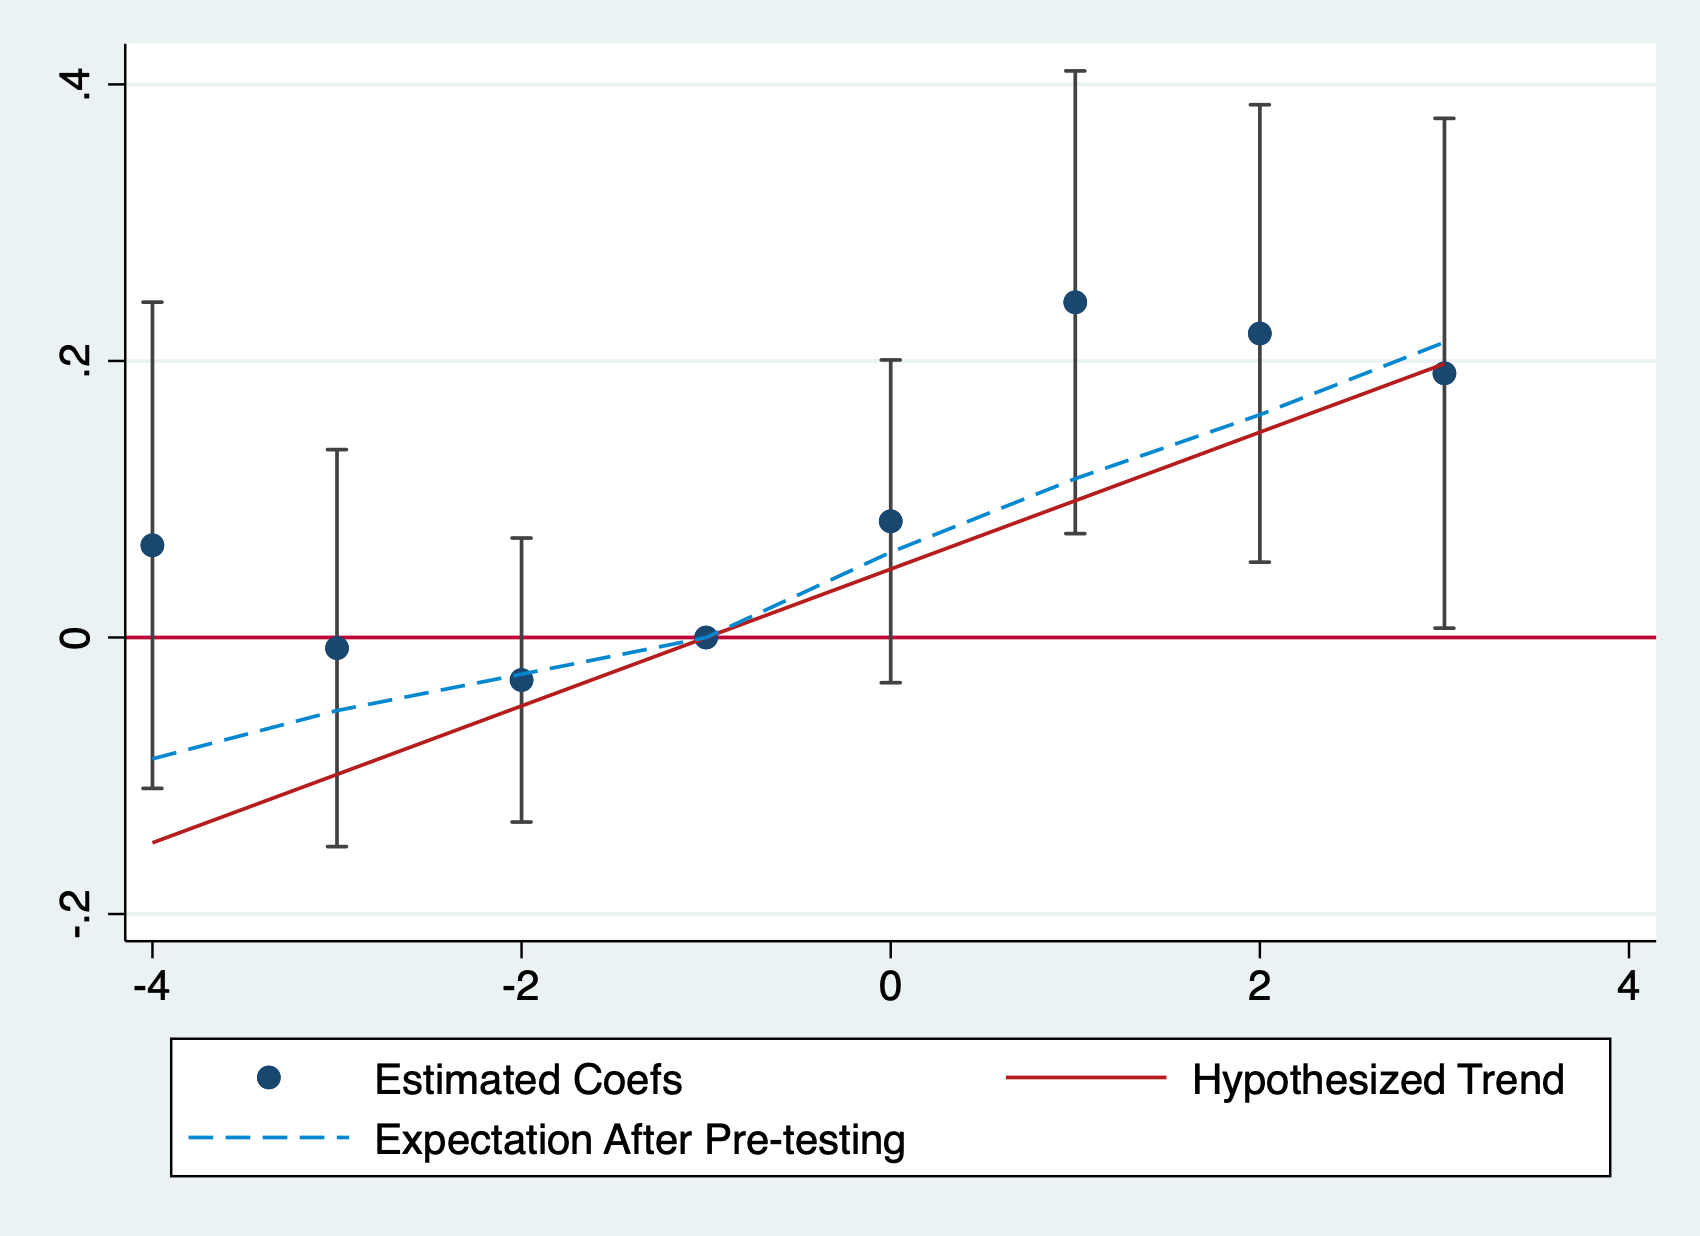 .4
.2
0
-.2
-4 -2 0 2 4
Estimated Coefs Hypothesized Trend
Expectation After Pre-testing